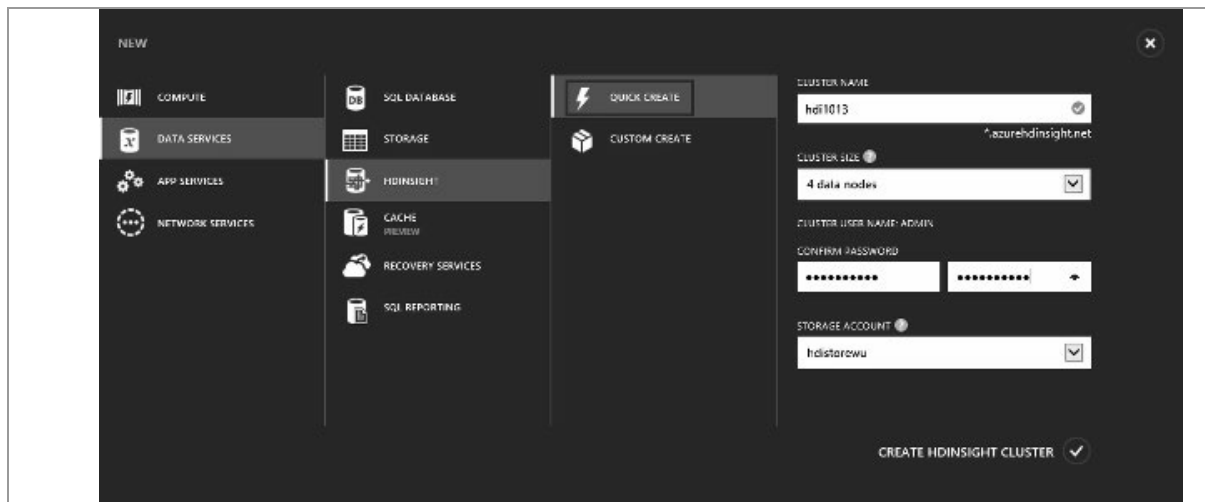 NEW
COMPUTE
DATA SERVICES
APP SERVICES
NETWORK SERVICES
DB
SQL DATABASE
STORAGE
HDINSIGHT
CACHE
PREVIEW
RECOVERY SERVICES
SQL REPORTING
QUICK CREATE
CUSTOM CREATE
CLUSTER NAME
hdi1013
*.azurehdinsight.net
CLUSTER SIZE
4 data nodes
CLUSTER USER NAME: ADMIN
CONFIRM PASSWORD
STORAGE ACCOUNT
hdistorewu
CREATE HDINSIGHT CLUSTER